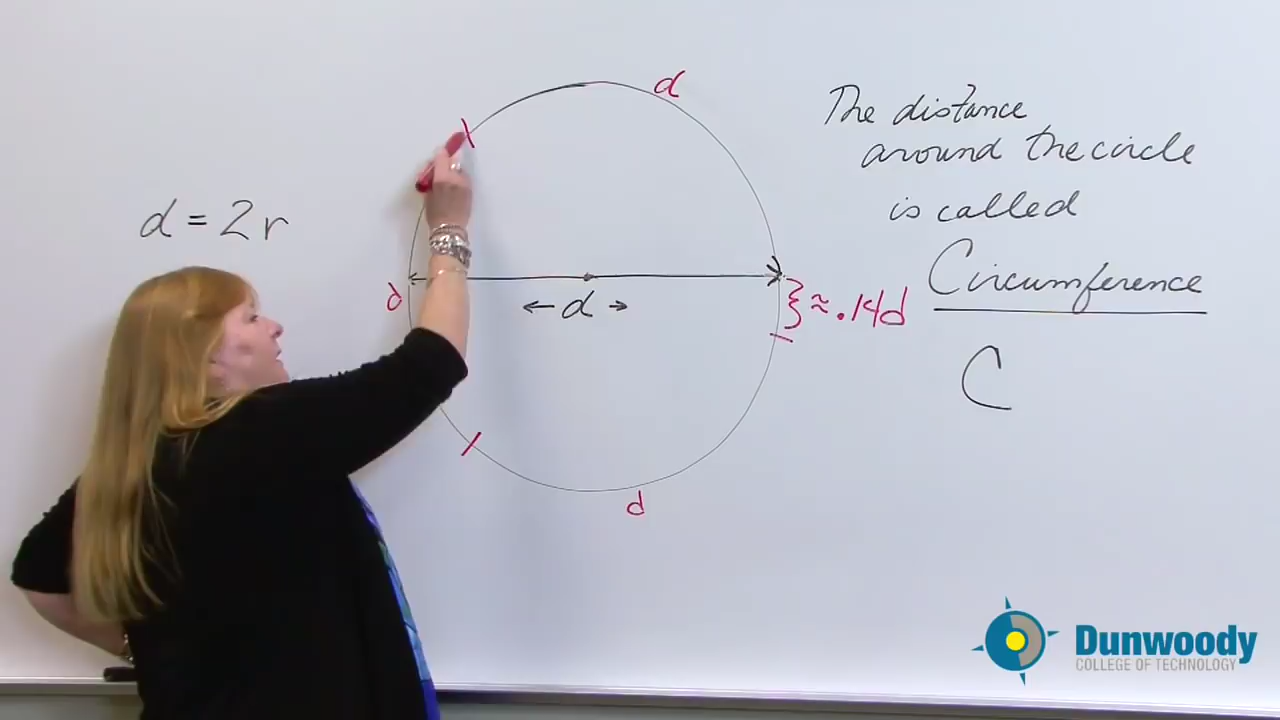 d = 2r
d
d
← d →
} ≈ .14d
d
The distance
around the circle
is called
Circumference
C
Dunwoody
COLLEGE OF TECHNOLOGY